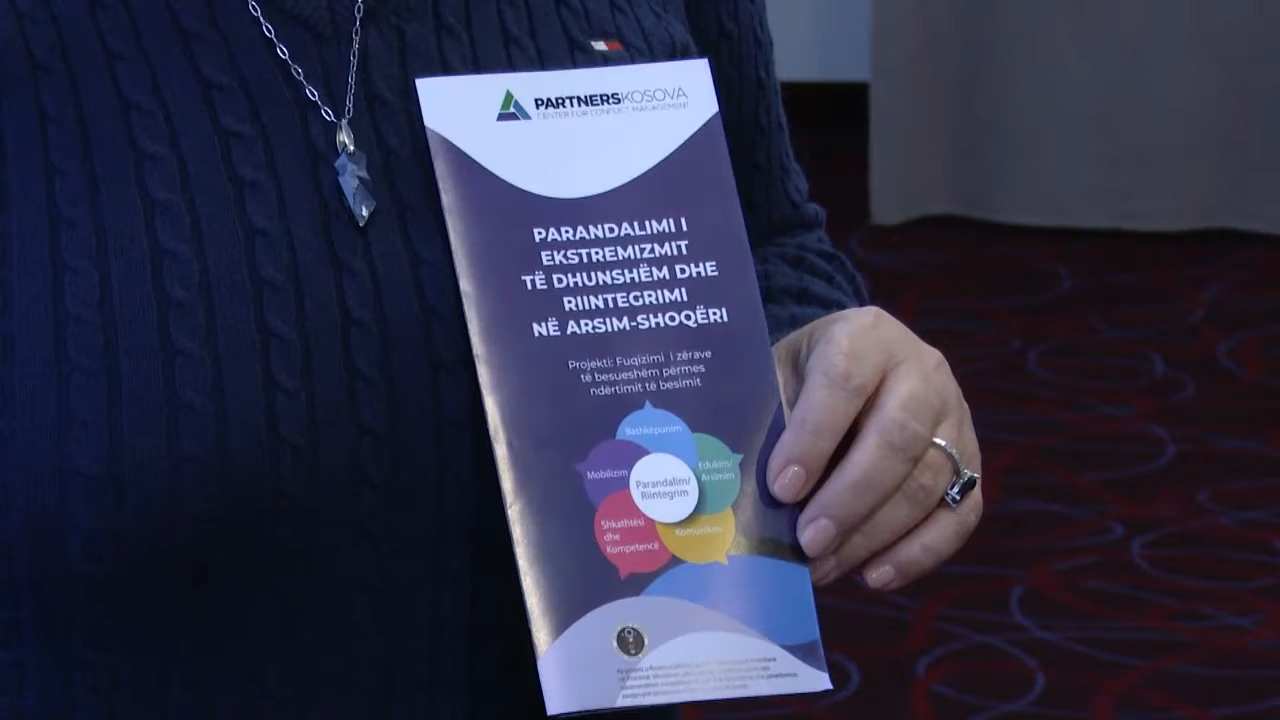 PARTNERSKOSOVA
CENTER FOR CONFLICT MANAGEMENT
PARANDALIMI I
EKSTREMIZMIT
TË DHUNSHËM DHE
RIINTEGRIMI
NË ARSIM-SHOQËRI
Projekti: Fuqizimi i zërave
të besueshëm përmes
ndërtimit të besimit
Bashkëpunim
Mobilizim
Edukim/
Arsimim
Parandalim/
Riintegrim
Shkathtësi
dhe
Kompetencë
Komunikim